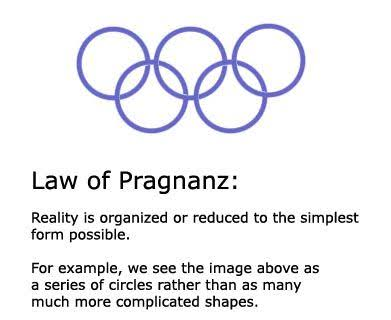 Law of Pragnanz:
Reality is organized or reduced to the simplest
form possible.
For example, we see the image above as
a series of circles rather than as many
much more complicated shapes.